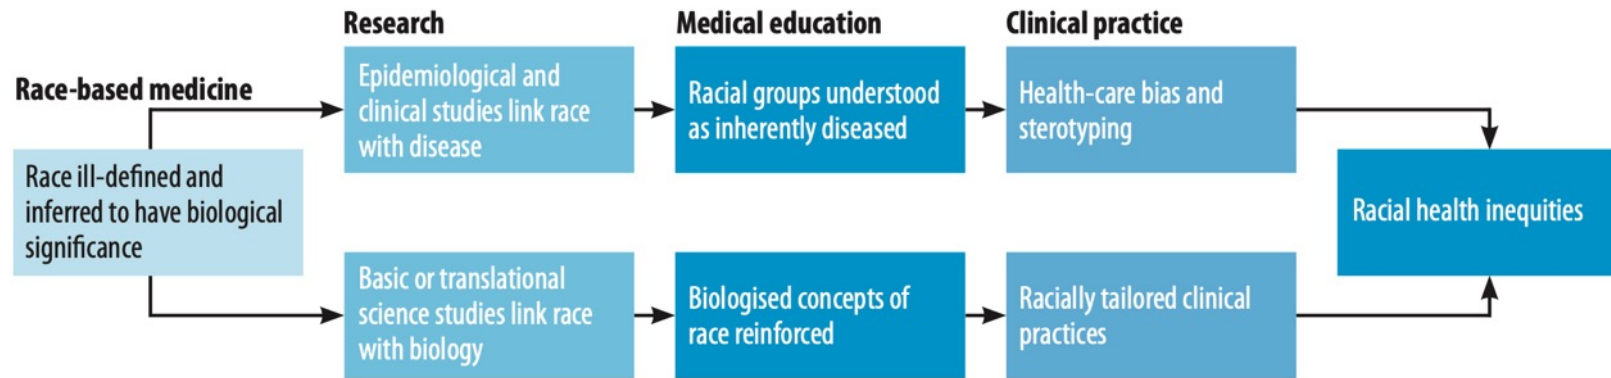 Research
Medical education
Clinical practice
Race-based medicine
Race ill-defined and
inferred to have biological
significance
Epidemiological and
clinical studies link race
with disease
Racial groups understood
as inherently diseased
Health-care bias and
sterotyping
Basic or translational
science studies link race
with biology
Biologised concepts of
race reinforced
Racially tailored clinical
practices
Racial health inequities